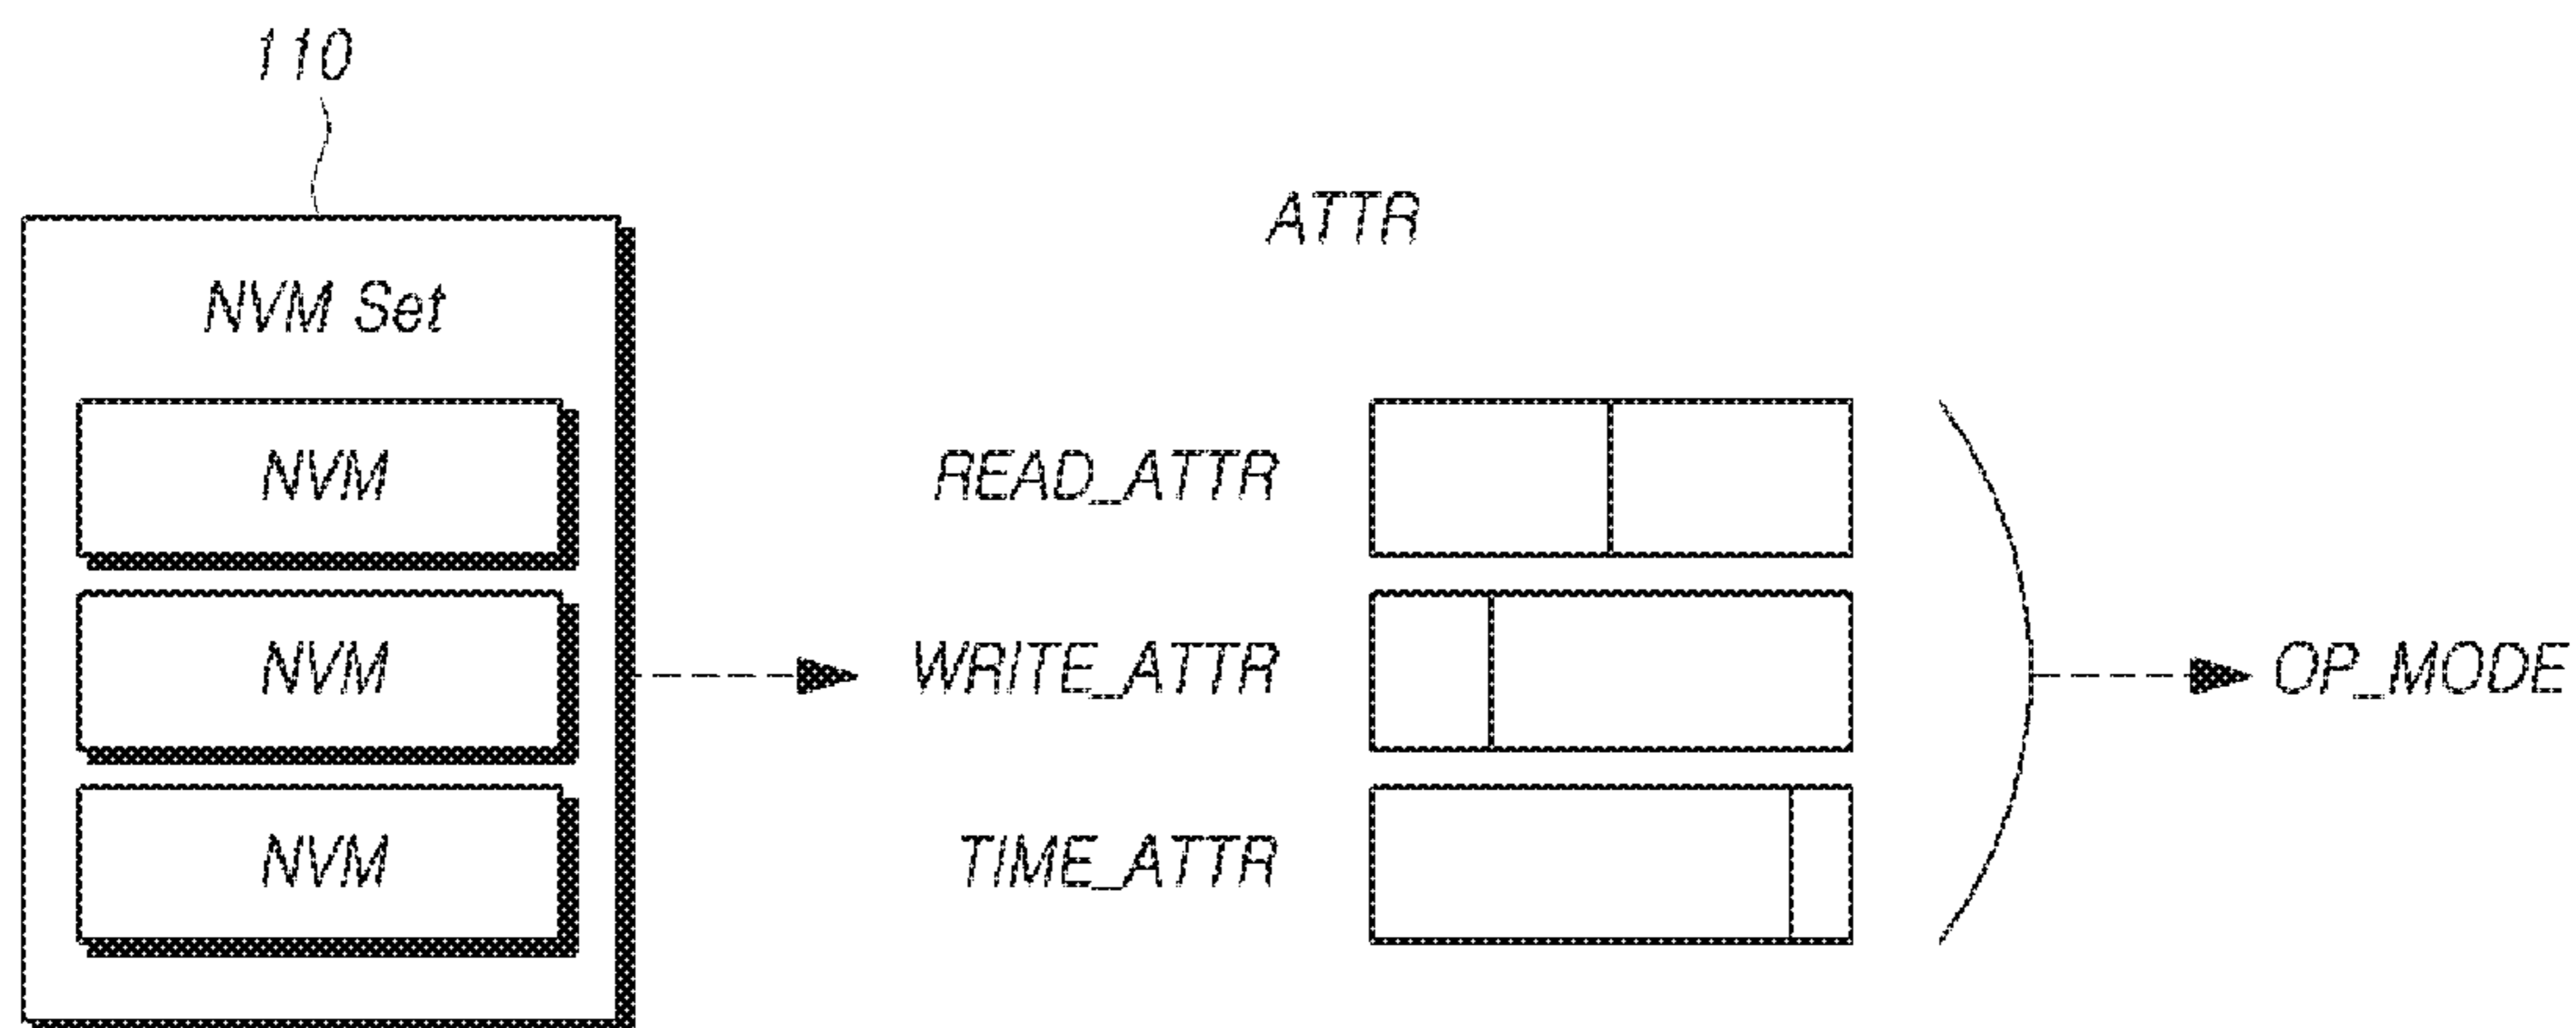 110
ATTR
NVM Set
NVM
READ_ATTR
NVM
WRITE_ATTR
OP_MODE
NVM
TIME_ATTR